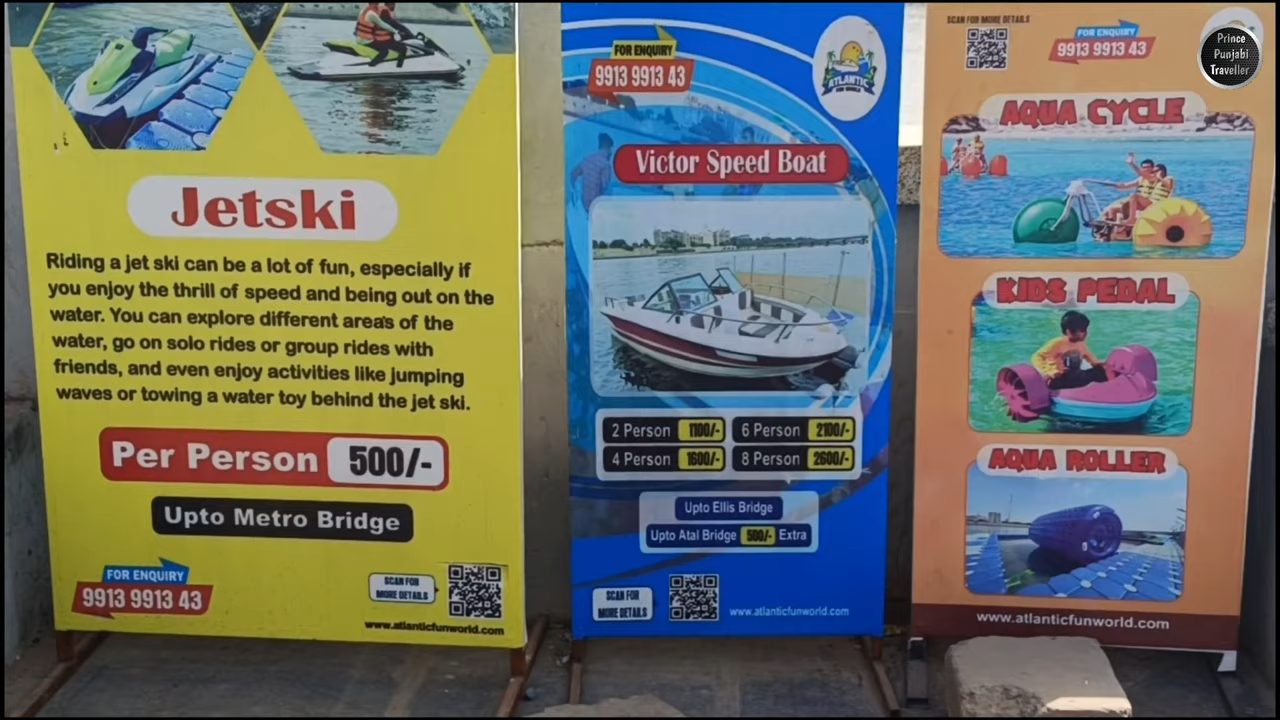 Jetski
Riding a jet ski can be a lot of fun, especially if
you enjoy the thrill of speed and being out on the
water. You can explore different areas of the
water, go on solo rides or group rides with
friends, and even enjoy activities like jumping
waves or towing a water toy behind the jet ski.
Per Person 500/-
Upto Metro Bridge
FOR ENQUIRY
9913 9913 43
SCAN FOR
MORE DETAILS
www.atlanticfunworld.com
FOR ENQUIRY
9913 9913 43
ATLANTIC
FUN WORLD
Victor Speed Boat
2 Person 1100/- 6 Person 2100/-
4 Person 1600/- 8 Person 2600/-
Upto Ellis Bridge
Upto Atal Bridge 500/- Extra
SCAN FOR
MORE DETAILS
www.atlanticfunworld.com
SCAN FOR MORE DETAILS
FOR ENQUIRY
9913 9913 43
AQUA CYCLE
KIDS PEDAL
AQUA ROLLER
www.atlanticfunworld.com
Prince
Punjabi
Traveller